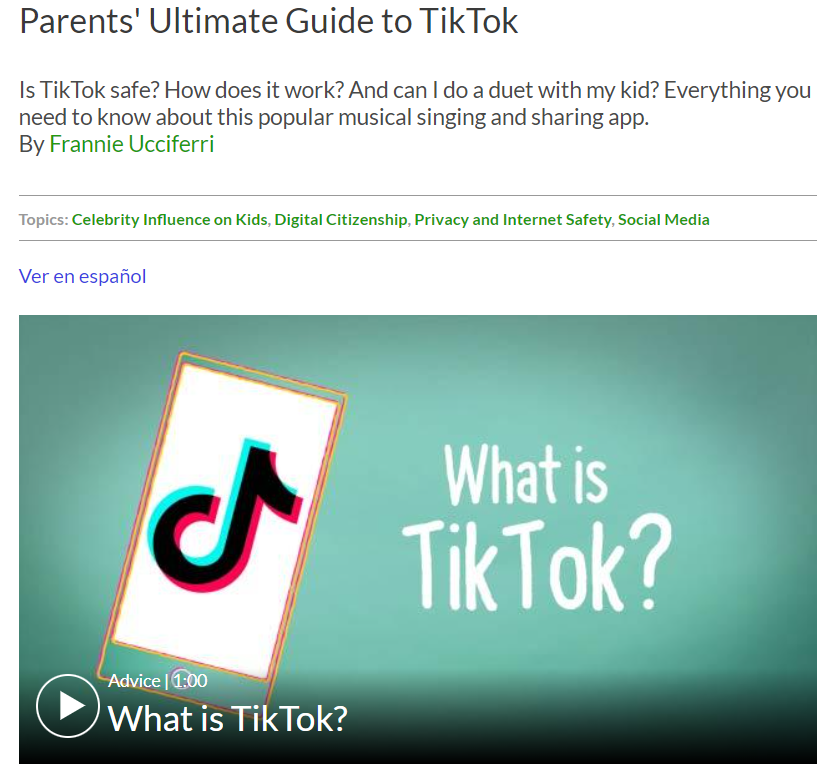 Parents' Ultimate Guide to TikTok
Is TikTok safe? How does it work? And can I do a duet with my kid? Everything you
need to know about this popular musical singing and sharing app.
By Frannie Ucciferri
Topics: Celebrity Influence on Kids, Digital Citizenship, Privacy and Internet Safety, Social Media
Ver en español
What is
TikTok?
Advice | 1:00
What is TikTok?